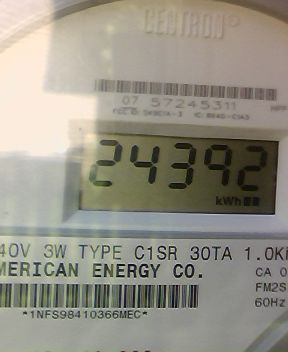 CENTRON®
07 57245311
24392
kWh
40V 3W TYPE C1SR 30TA 1.0K
MERICAN ENERGY CO.
CA 0
FM2S
60Hz
*1NFS98410366MEC*